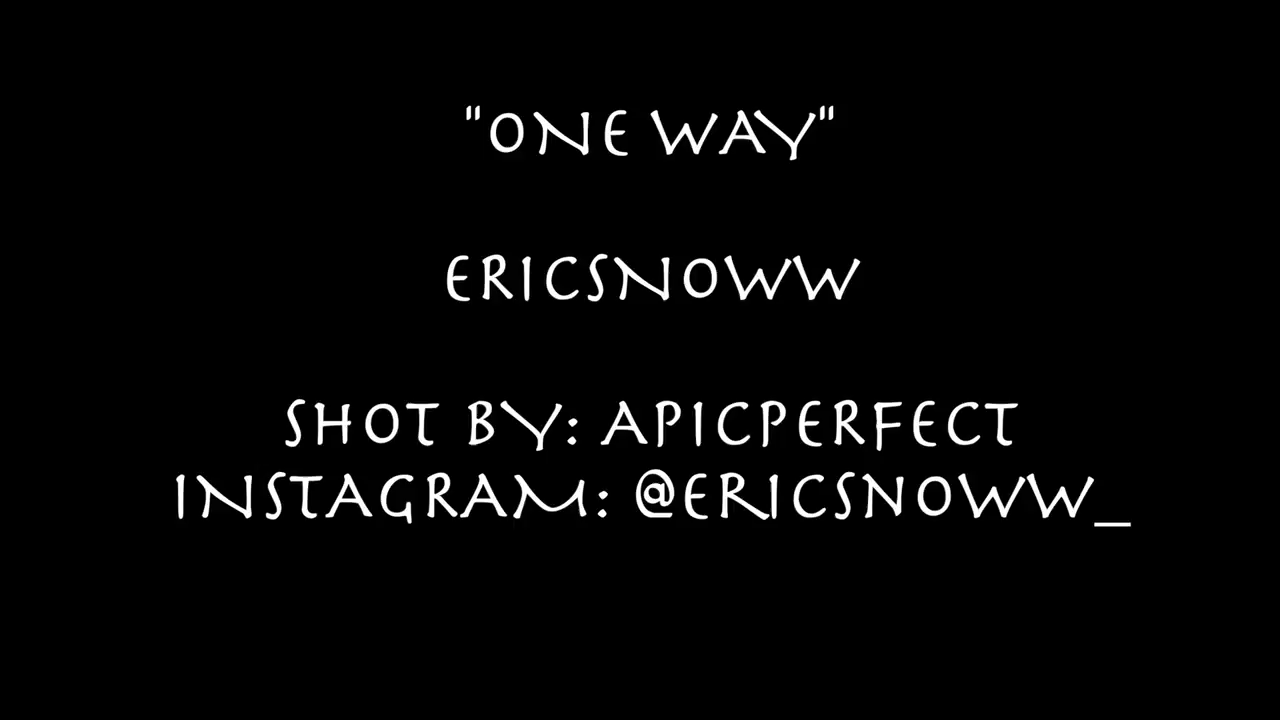 "ONE WAY"
ERICSNOWW
SHOT BY: APICPERFECT
INSTAGRAM: @ERICSNOWW_